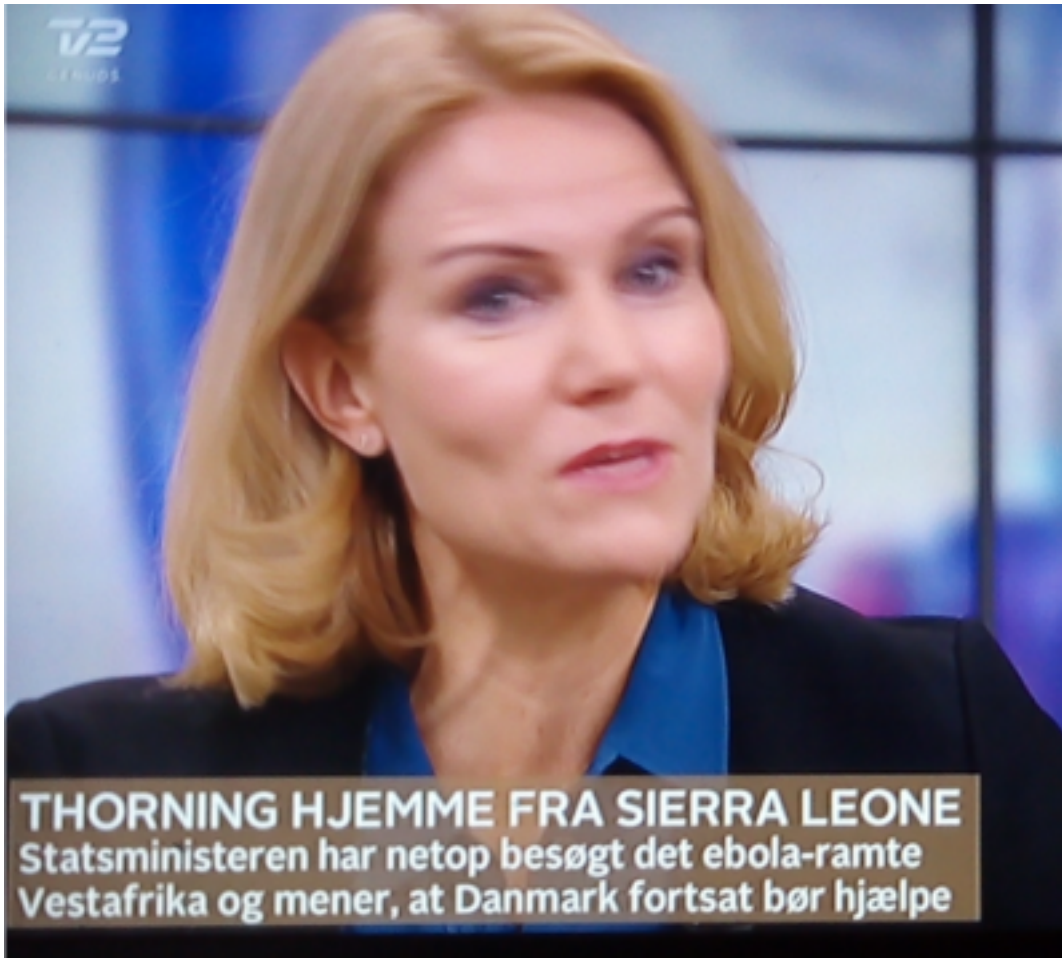 TV2
GENUDS
THORNING HJEMME FRA SIERRA LEONE
Statsministeren har netop besøgt det ebola-ramte
Vestafrika og mener, at Danmark fortsat bør hjælpe